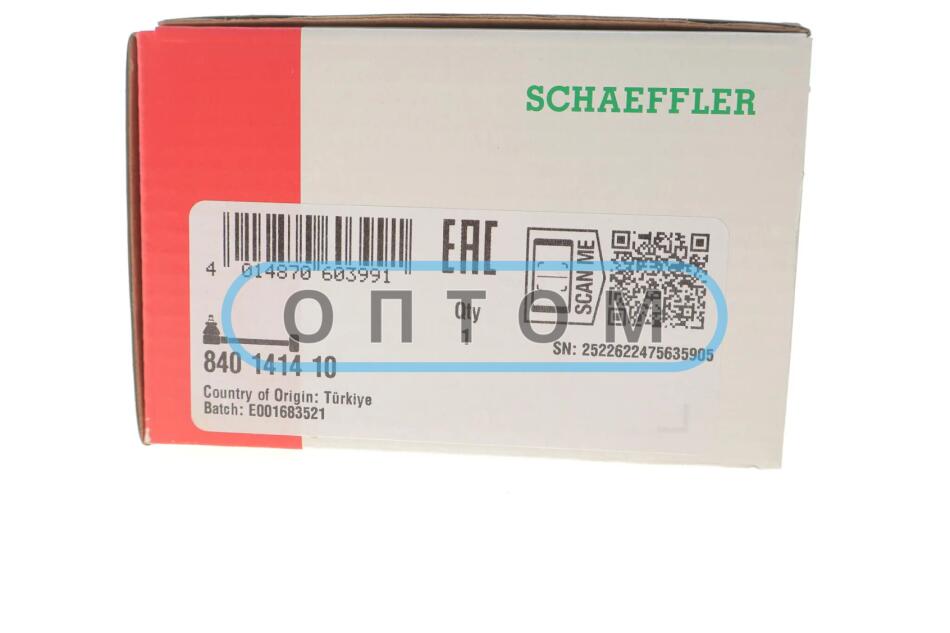 SCHAEFFLER
4 014870 603991
EAC
SCAN ME
Qty
1
ОПТОМ
SN: 2522622475635905
840 1414 10
Country of Origin: Türkiye
Batch: E001683521